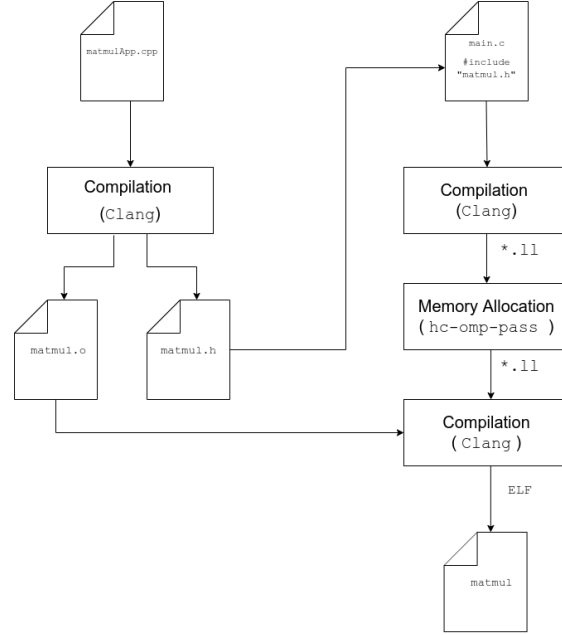 matmulApp.cpp
Compilation
(Clang)
matmul.o
matmul.h
main.c
#include
"matmul.h"
Compilation
(Clang)
*.ll
Memory Allocation
( hc-omp-pass )
*.ll
Compilation
( Clang )
ELF
matmul